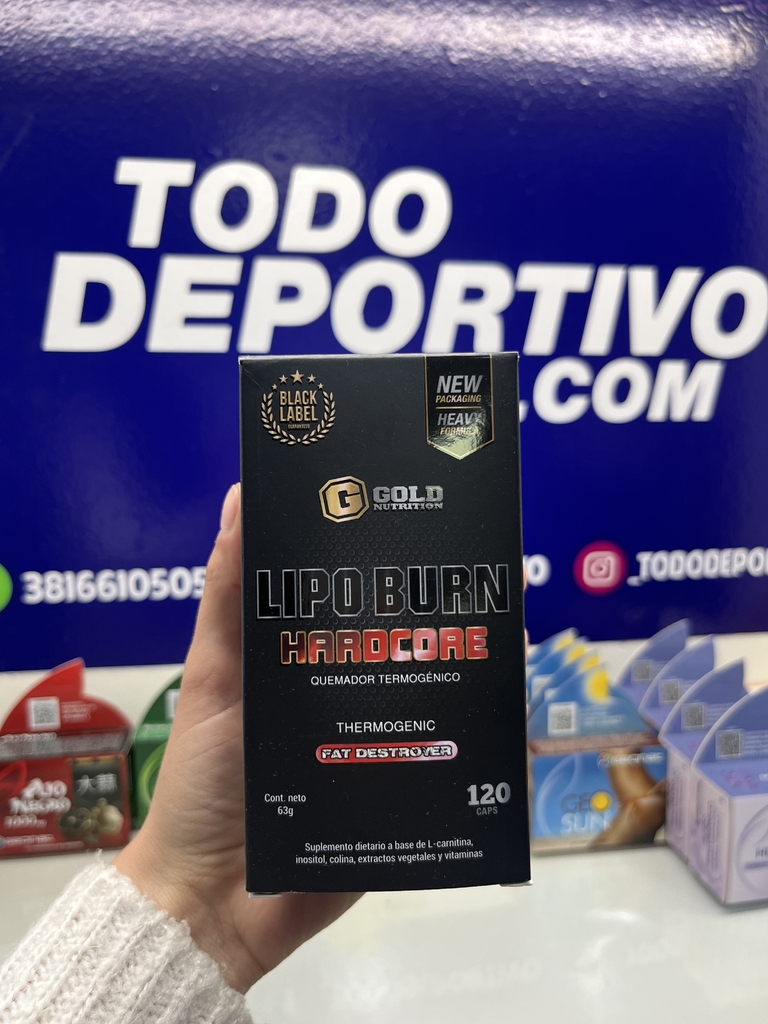 TODO
DEPORTIVO
.COM
3816610505
BLACK
LABEL
NEW
PACKAGING
HEAVY
FORMULA
G GOLD
NUTRITION
LIPO BURN
HARDCORE
QUEMADOR TERMOGÉNICO
THERMOGENIC
FAT DESTROYER
Cont. neto
63g
120
CAPS
Suplemento dietario a base de L-carnitina,
inositol, colina, extractos vegetales y vitaminas
AJO
NEGRO
大蒜
GEO
SUN